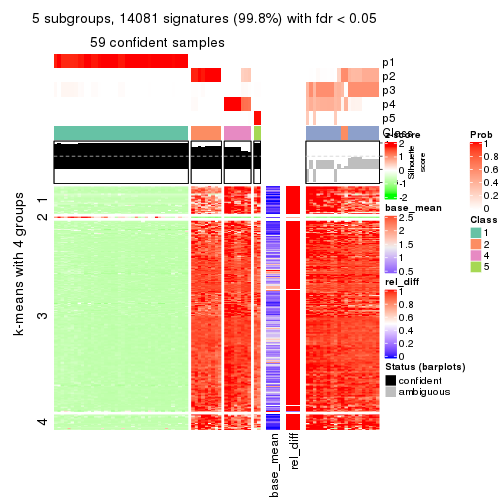 5 subgroups, 14081 signatures (99.8%) with fdr < 0.05
59 confident samples
p1
p2
p3
p4
p5
Class
k-means with 4 groups
1
2
3
4
base_mean
rel_diff
z-score
2
1
0
-1
-2
Silhouette
score
base_mean
2.5
1.5
0.5
rel_diff
1
0.8
0.6
0.4
0.2
0
Status (barplots)
confident
ambiguous
Prob
1
0.8
0.6
0.4
0.2
0
Class
1
2
4
5